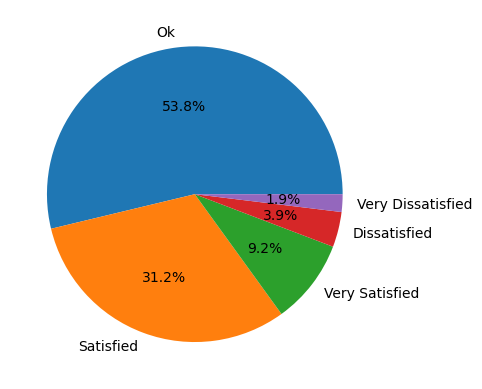 Ok
53.8%
1.9%
Very Dissatisfied
3.9%
Dissatisfied
9.2%
31.2%
Very Satisfied
Satisfied